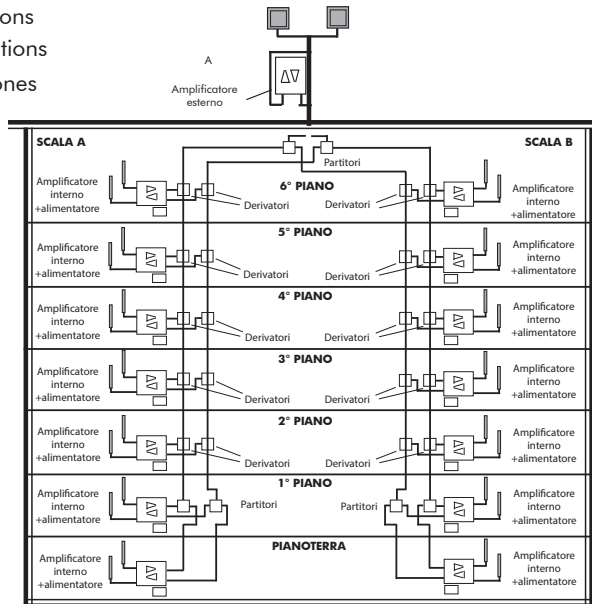 ons
tions
ones
A
Amplificatore
esterno
SCALA A
SCALA B
Partitori
6° PIANO
Amplificatore
interno
+alimentatore
Derivatori
Derivatori
Amplificatore
interno
+alimentatore
5° PIANO
Amplificatore
interno
+alimentatore
Derivatori
Derivatori
Amplificatore
interno
+alimentatore
4° PIANO
Amplificatore
interno
+alimentatore
Derivatori
Derivatori
Amplificatore
interno
+alimentatore
3° PIANO
Amplificatore
interno
+alimentatore
Derivatori
Derivatori
Amplificatore
interno
+alimentatore
2° PIANO
Amplificatore
interno
+alimentatore
Derivatori
Derivatori
Amplificatore
interno
+alimentatore
1° PIANO
Amplificatore
interno
+alimentatore
Partitori
Partitori
Amplificatore
interno
+alimentatore
PIANOTERRA
Amplificatore
interno
+alimentatore
Amplificatore
interno
+alimentatore